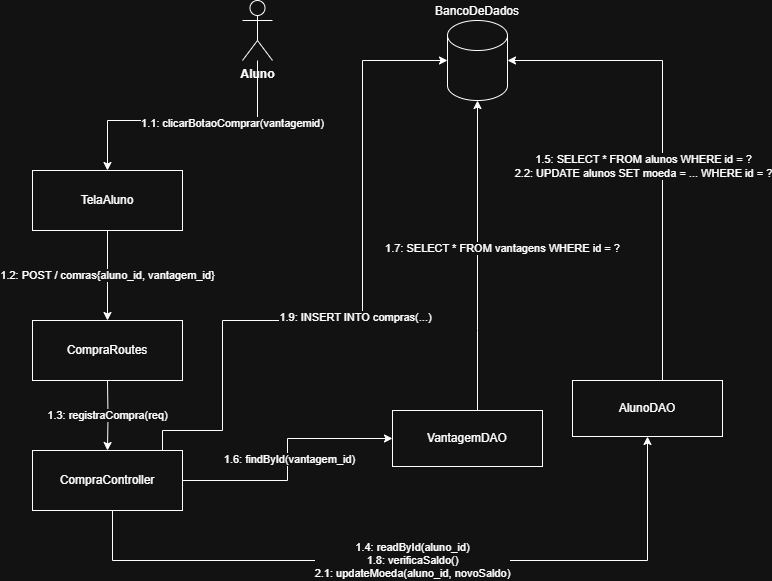 BancoDeDados
Aluno
1.1: clicarBotaoComprar(vantagemid)
1.5: SELECT * FROM alunos WHERE id = ?
2.2: UPDATE alunos SET moeda = ... WHERE id = ?
TelaAluno
1.7: SELECT * FROM vantagens WHERE id = ?
1.2: POST / comras{aluno_id, vantagem_id}
1.9: INSERT INTO compras(...)
CompraRoutes
AlunoDAO
1.3: registraCompra(req)
VantagemDAO
1.6: findById(vantagem_id)
CompraController
1.4: readById(aluno_id)
1.8: verificaSaldo()
2.1: updateMoeda(aluno_id, novoSaldo)